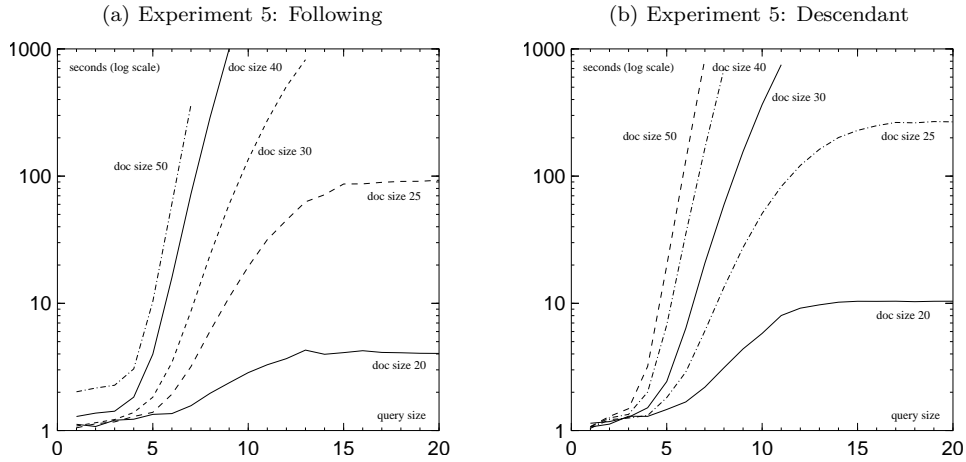 (a) Experiment 5: Following
1000
seconds (log scale)
doc size 40
doc size 30
doc size 50
100
doc size 25
10
doc size 20
query size
1
0 5 10 15 20
(b) Experiment 5: Descendant
1000
seconds (log scale)
doc size 40
doc size 30
doc size 50
doc size 25
100
10
doc size 20
query size
1
0 5 10 15 20